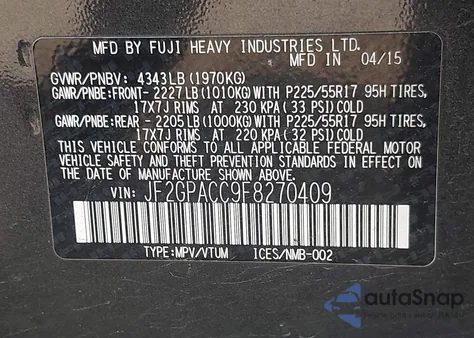 MFD BY FUJI HEAVY INDUSTRIES LTD.
MFD IN 04/15
GVWR/PNBV: 4343LB (1970KG)
GAWR/PNBE:FRONT- 2227LB (1010KG) WITH P225/55R17 95H TIRES,
17X7J RIMS AT 230 KPA (33 PSI) COLD
GAWR/PNBE:REAR - 2205LB (1000KG) WITH P225/55R17 95H TIRES,
17X7J RIMS AT 220 KPA (32 PSI) COLD
THIS VEHICLE CONFORMS TO ALL APPLICABLE FEDERAL MOTOR
VEHICLE SAFETY AND THEFT PREVENTION STANDARDS IN EFFECT
ON THE DATE OF MANUFACTURE SHOWN ABOVE.
VIN: JF2GPACC9F8270409
TYPE:MPV/VTUM ICES/NMB-002
autoSnap
POWERED BY CARS